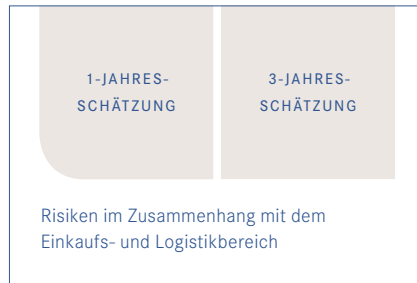 1-JAHRES-
SCHÄTZUNG
3-JAHRES-
SCHÄTZUNG
Risiken im Zusammenhang mit dem
Einkaufs- und Logistikbereich